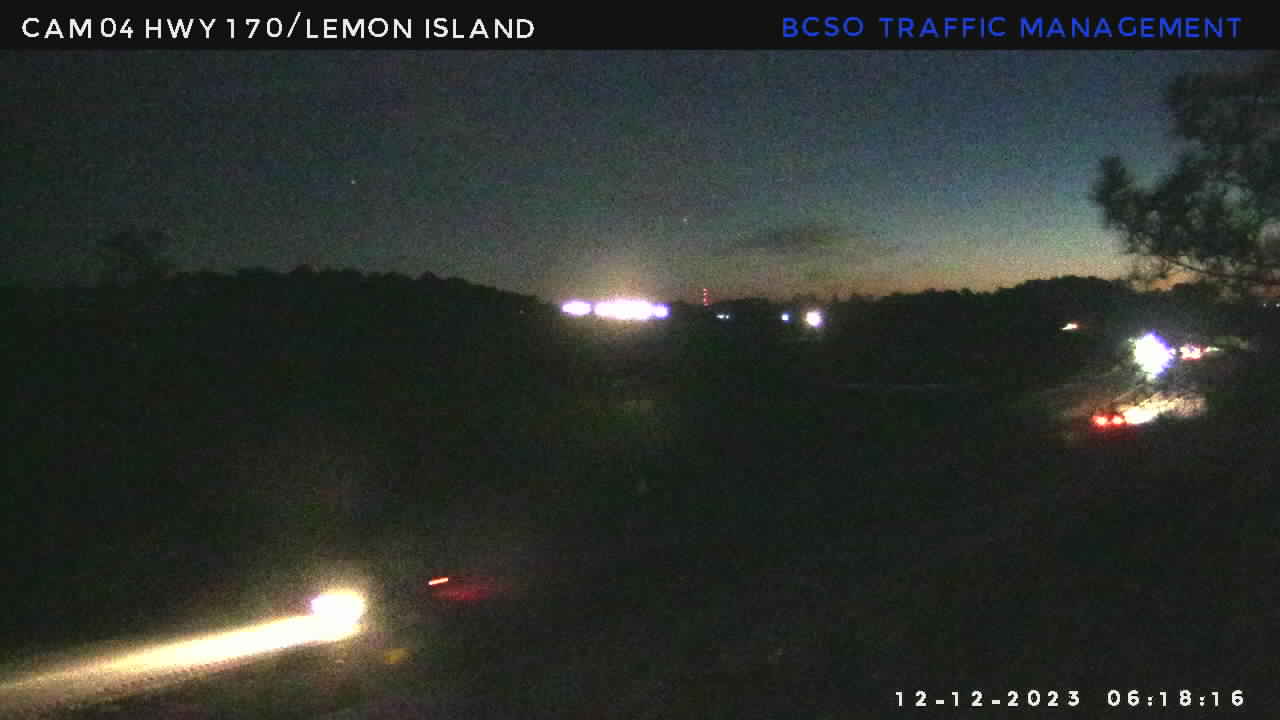 CAM04 HWY 170/LEMON ISLAND
BCSO TRAFFIC MANAGEMENT
12-12-2023 06:18:16